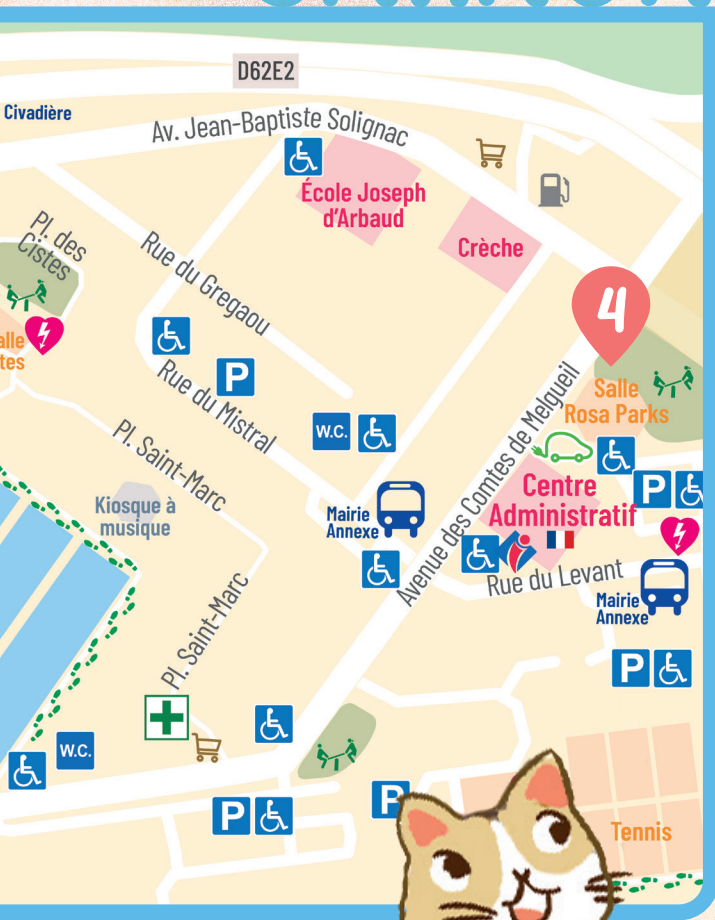 D62E2
Civadière
Av. Jean-Baptiste Solignac
École Joseph
d'Arbaud
Crèche
Pl. des
Cistes
Rue du Gregaou
4
P
Rue du Mistral
Salle
Rosa Parks
Pl. Saint-Marc
W.C.
Kiosque à
musique
Mairie
Annexe
Avenue des Comtes de Melgueil
Centre
Administratif
P
Rue du Levant
Mairie
Annexe
Pl. Saint-Marc
P
W.C.
P
P
Tennis